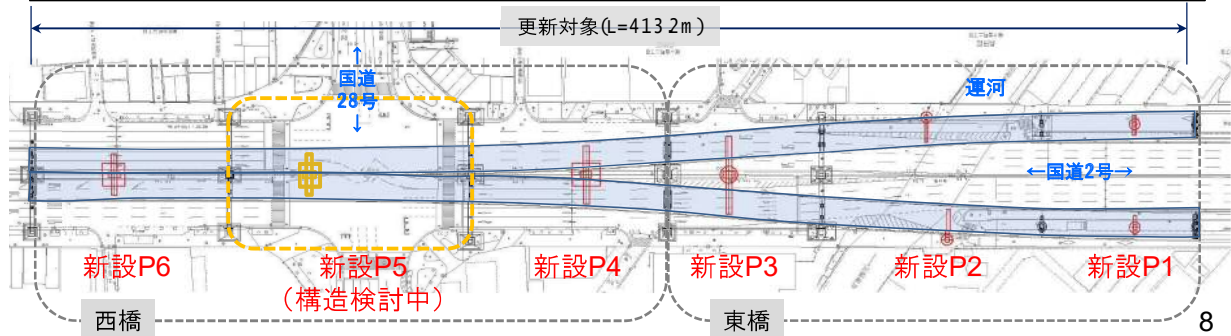 更新対象(L=413.2m)
国道
28号
運河
←国道2号→
新設P6
新設P5
(構造検討中)
新設P4
新設P3
新設P2
新設P1
西橋
東橋
8